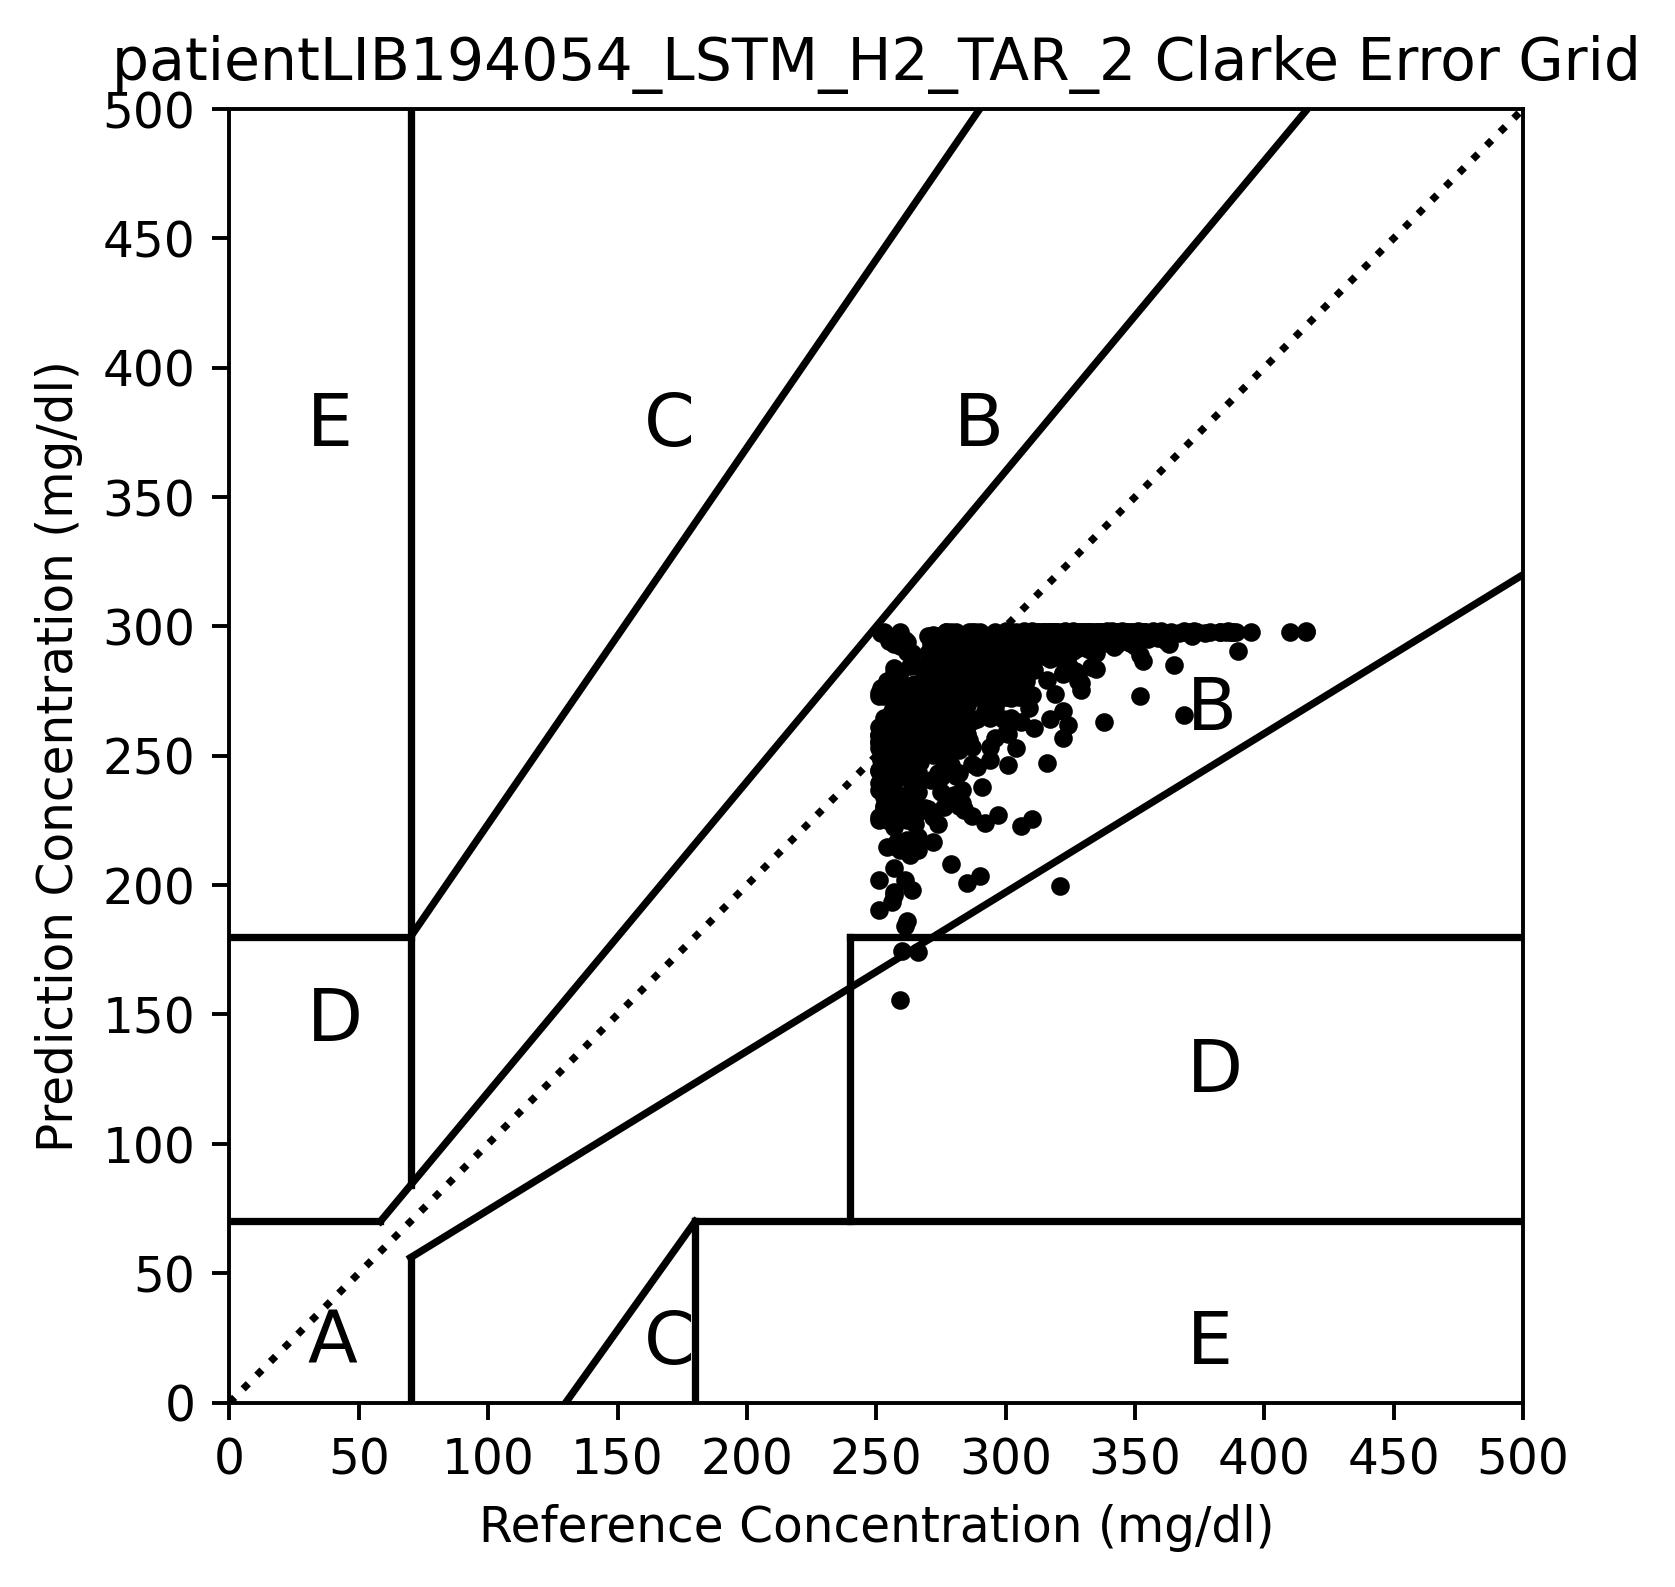 patientLIB194054_LSTM_H2_TAR_2 Clarke Error Grid
500
450
400
350
300
250
200
150
100
50
0
Prediction Concentration (mg/dl)
E
C
B
B
D
D
A
C
E
0 50 100 150 200 250 300 350 400 450 500
Reference Concentration (mg/dl)